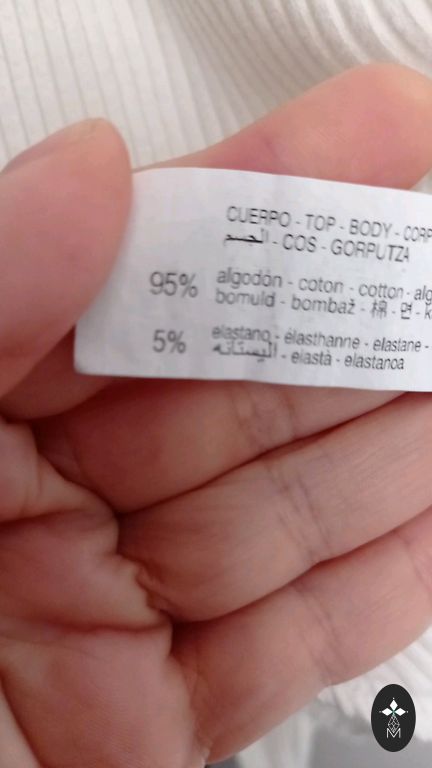 CUERPO - TOP - BODY - CORP
الجسم - COS - GORPUTZA
95% algodón - coton - cotton - alg
bomuld - bombaž - 棉 - 면 - k
5% elastano - élasthanne - elastane -
اليستانه - elastà - elastanoa
M